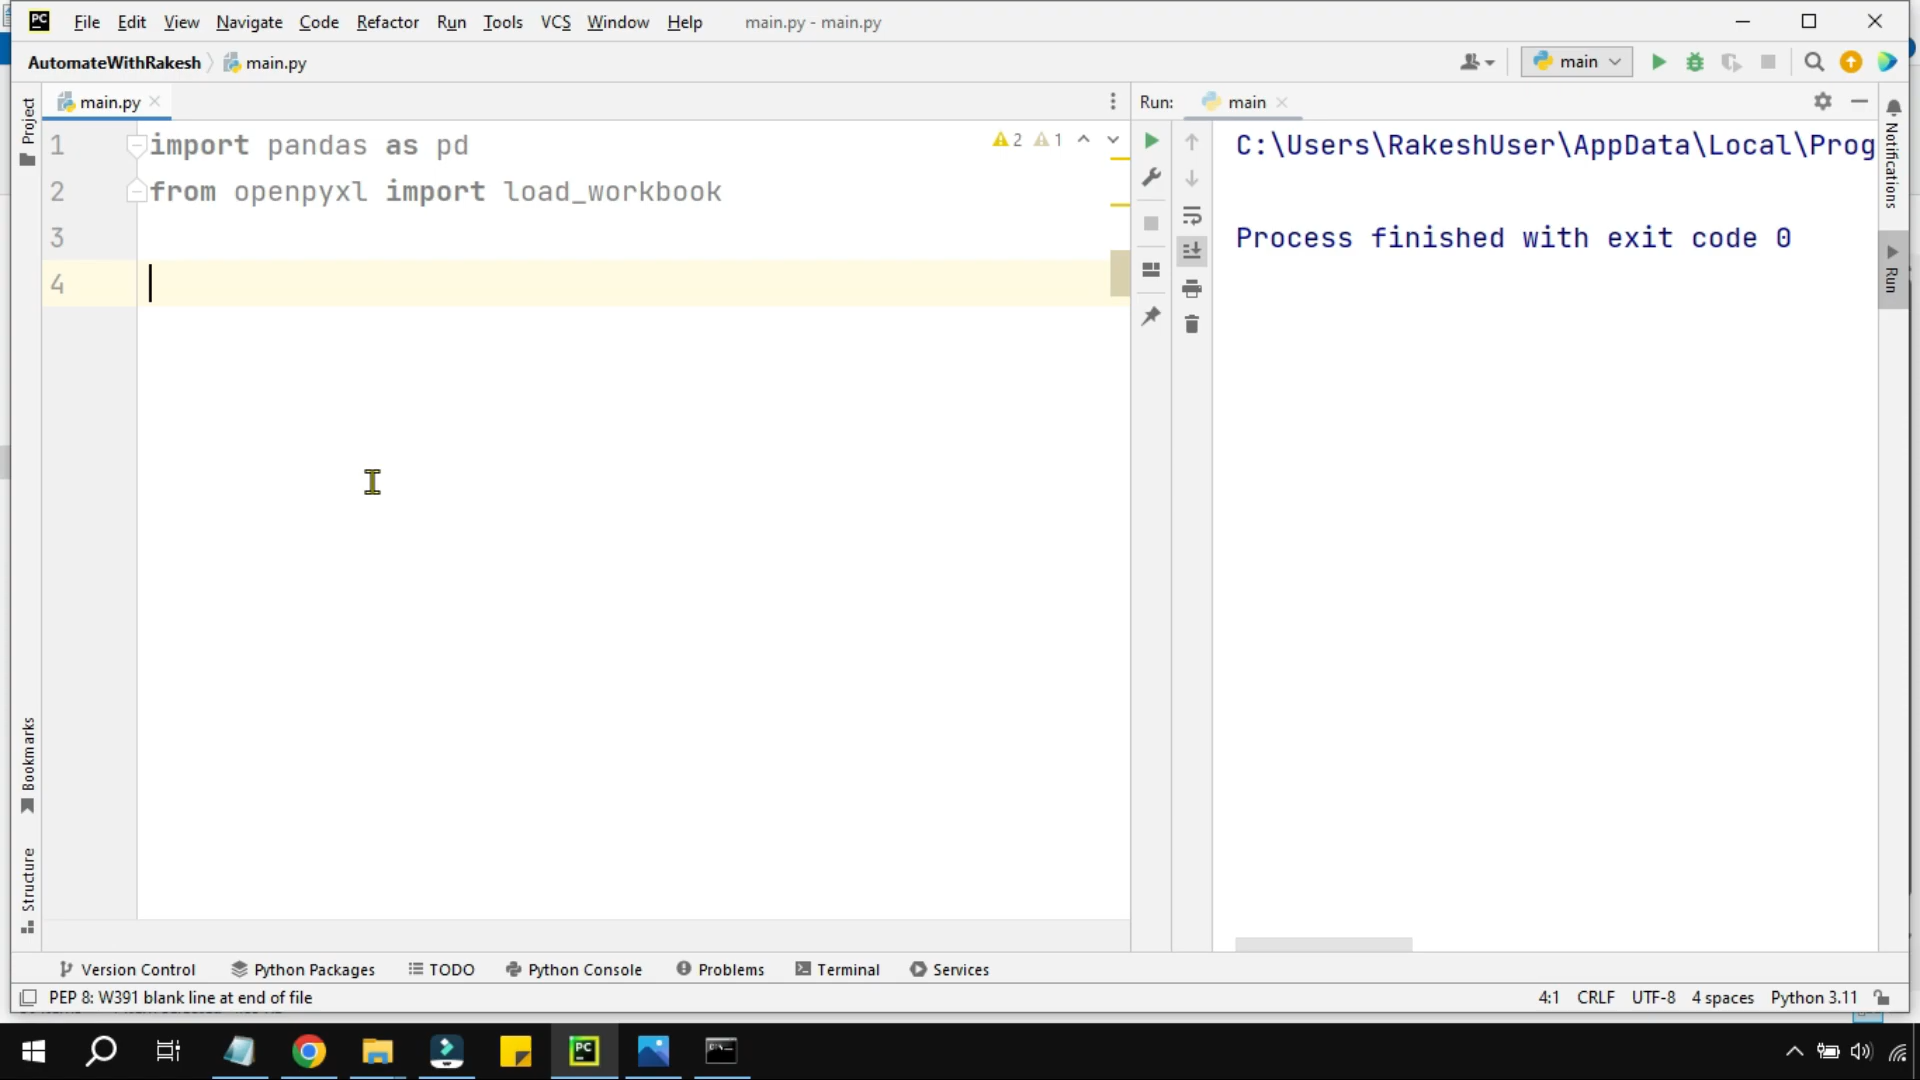 PC File Edit View Navigate Code Refactor Run Tools VCS Window Help main.py - main.py
AutomateWithRakesh main.py main
main.py Run: main
Project
Notifications
Run
Bookmarks
Structure
1 import pandas as pd
2 from openpyxl import load_workbook
3
4
2 1
C:\Users\RakeshUser\AppData\Local\Prog
Process finished with exit code 0
Version Control Python Packages TODO Python Console Problems Terminal Services
PEP 8: W391 blank line at end of file 4:1 CRLF UTF-8 4 spaces Python 3.11
PC